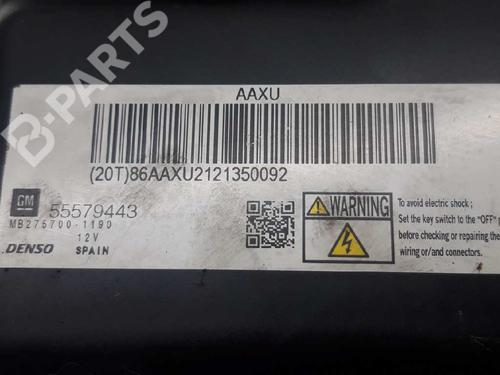 B-PARTS
AAXU
(20T)86AAXU2121350092
GM 55579443
MB275700-1190
12V
DENSO SPAIN
WARNING
To avoid electric shock ;
Set the key switch to the "OFF"
before checking or repairing the
wiring or/and connectors.